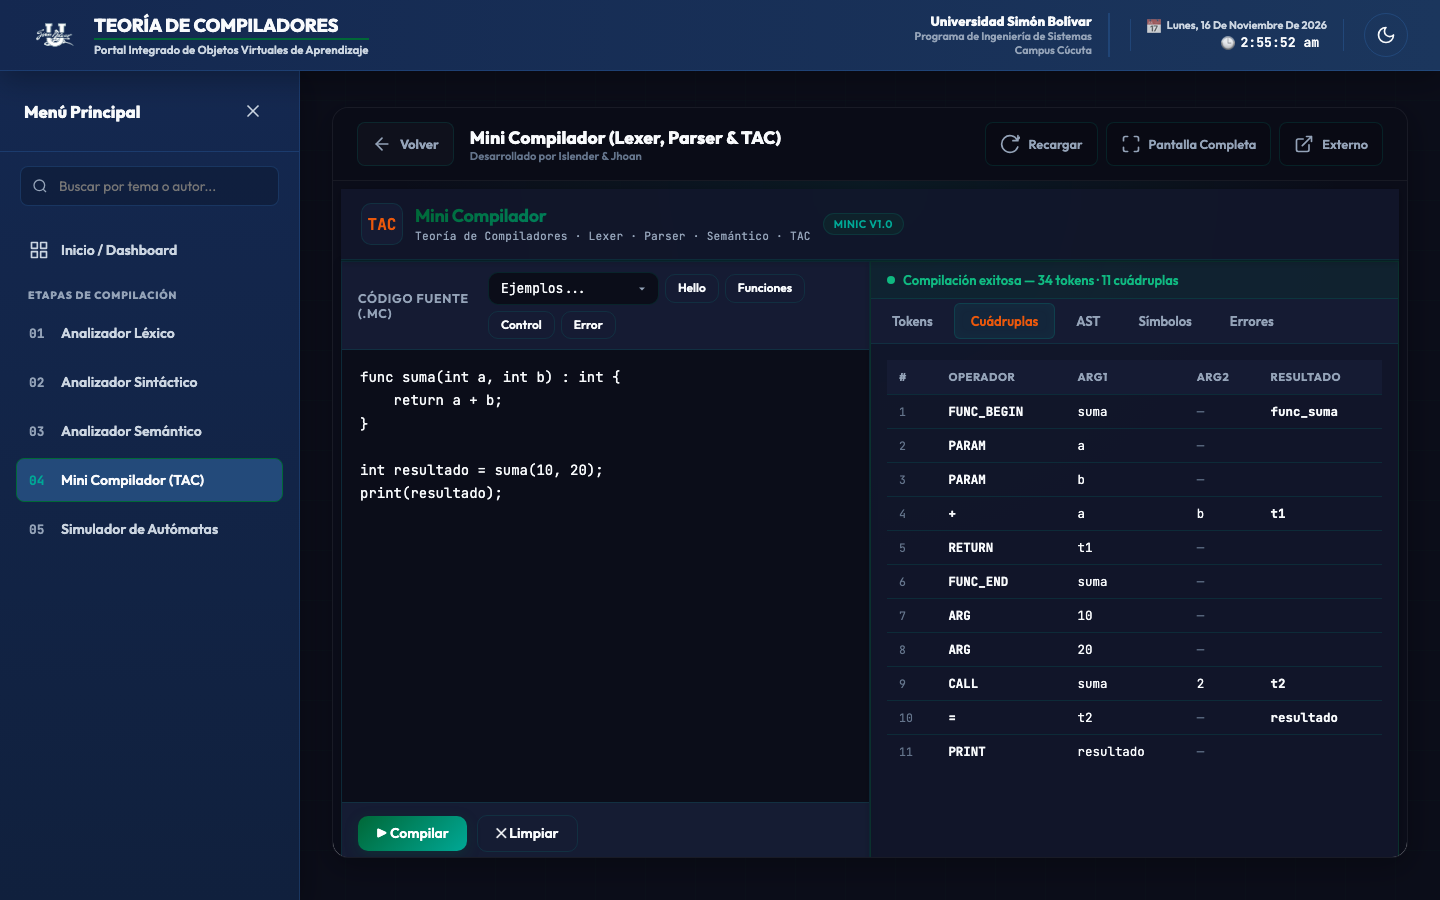 TEORÍA DE COMPILADORES
Portal Integrado de Objetos Virtuales de Aprendizaje
Universidad Simón Bolívar
Programa de Ingeniería de Sistemas
Campus Cúcuta
Lunes, 16 De Noviembre De 2026
2:55:52 am
Menú Principal
Buscar por tema o autor...
Inicio / Dashboard
ETAPAS DE COMPILACIÓN
01 Analizador Léxico
02 Analizador Sintáctico
03 Analizador Semántico
04 Mini Compilador (TAC)
05 Simulador de Autómatas
Volver
Mini Compilador (Lexer, Parser & TAC)
Desarrollado por Islender & Jhoan
Recargar
Pantalla Completa
Externo
TAC
Mini Compilador
Teoría de Compiladores · Lexer · Parser · Semántico · TAC
MINIC V1.0
CÓDIGO FUENTE
(.MC)
Ejemplos...
Hello
Funciones
Control
Error
func suma(int a, int b) : int {
    return a + b;
}
int resultado = suma(10, 20);
print(resultado);
Compilar
Limpiar
Compilación exitosa — 34 tokens · 11 cuádruplas
Tokens Cuádruplas AST Símbolos Errores
# OPERADOR ARG1 ARG2 RESULTADO
1 FUNC_BEGIN suma — func_suma
2 PARAM a —
3 PARAM b —
4 + a b t1
5 RETURN t1 —
6 FUNC_END suma —
7 ARG 10 —
8 ARG 20 —
9 CALL suma 2 t2
10 = t2 — resultado
11 PRINT resultado —